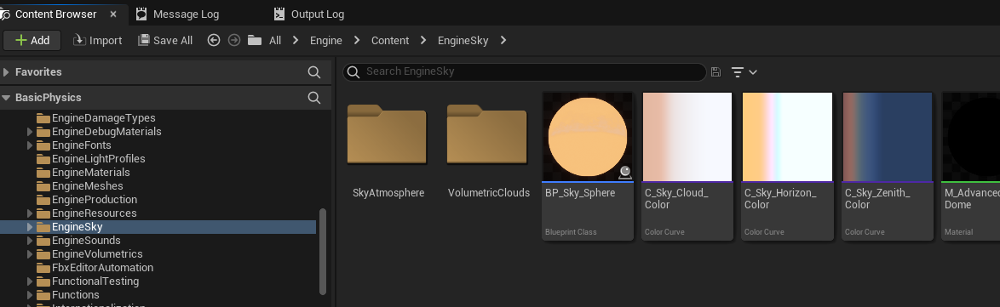 Content Browser
Message Log
Output Log
Add
Import
Save All
All
Engine
Content
EngineSky
Favorites
Search EngineSky
BasicPhysics
EngineDamageTypes
EngineDebugMaterials
EngineFonts
EngineLightProfiles
EngineMaterials
EngineMeshes
EngineProduction
EngineResources
EngineSky
EngineSounds
EngineVolumetrics
FbxEditorAutomation
FunctionalTesting
Functions
Internationalization
SkyAtmosphere
VolumetricClouds
BP_Sky_Sphere
Blueprint Class
C_Sky_Cloud_
Color
Color Curve
C_Sky_Horizon_
Color
Color Curve
C_Sky_Zenith_
Color
Color Curve
M_Advanced
Dome
Material